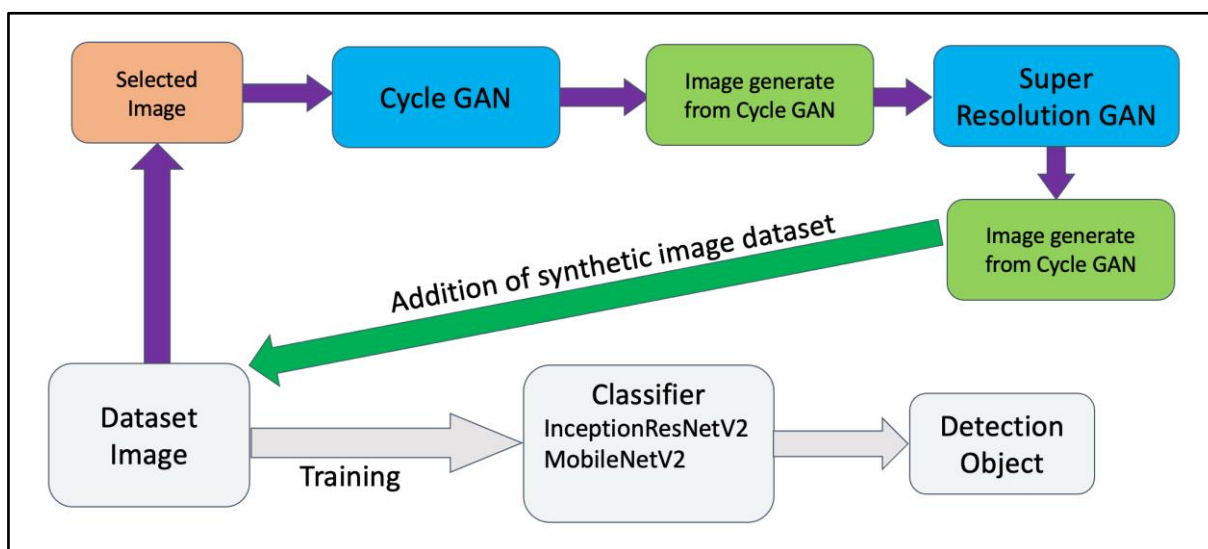 Selected
Image
Cycle GAN
Image generate
from Cycle GAN
Super
Resolution GAN
Image generate
from Cycle GAN
Addition of synthetic image dataset
Dataset
Image
Training
Classifier
InceptionResNetV2
MobileNetV2
Detection
Object